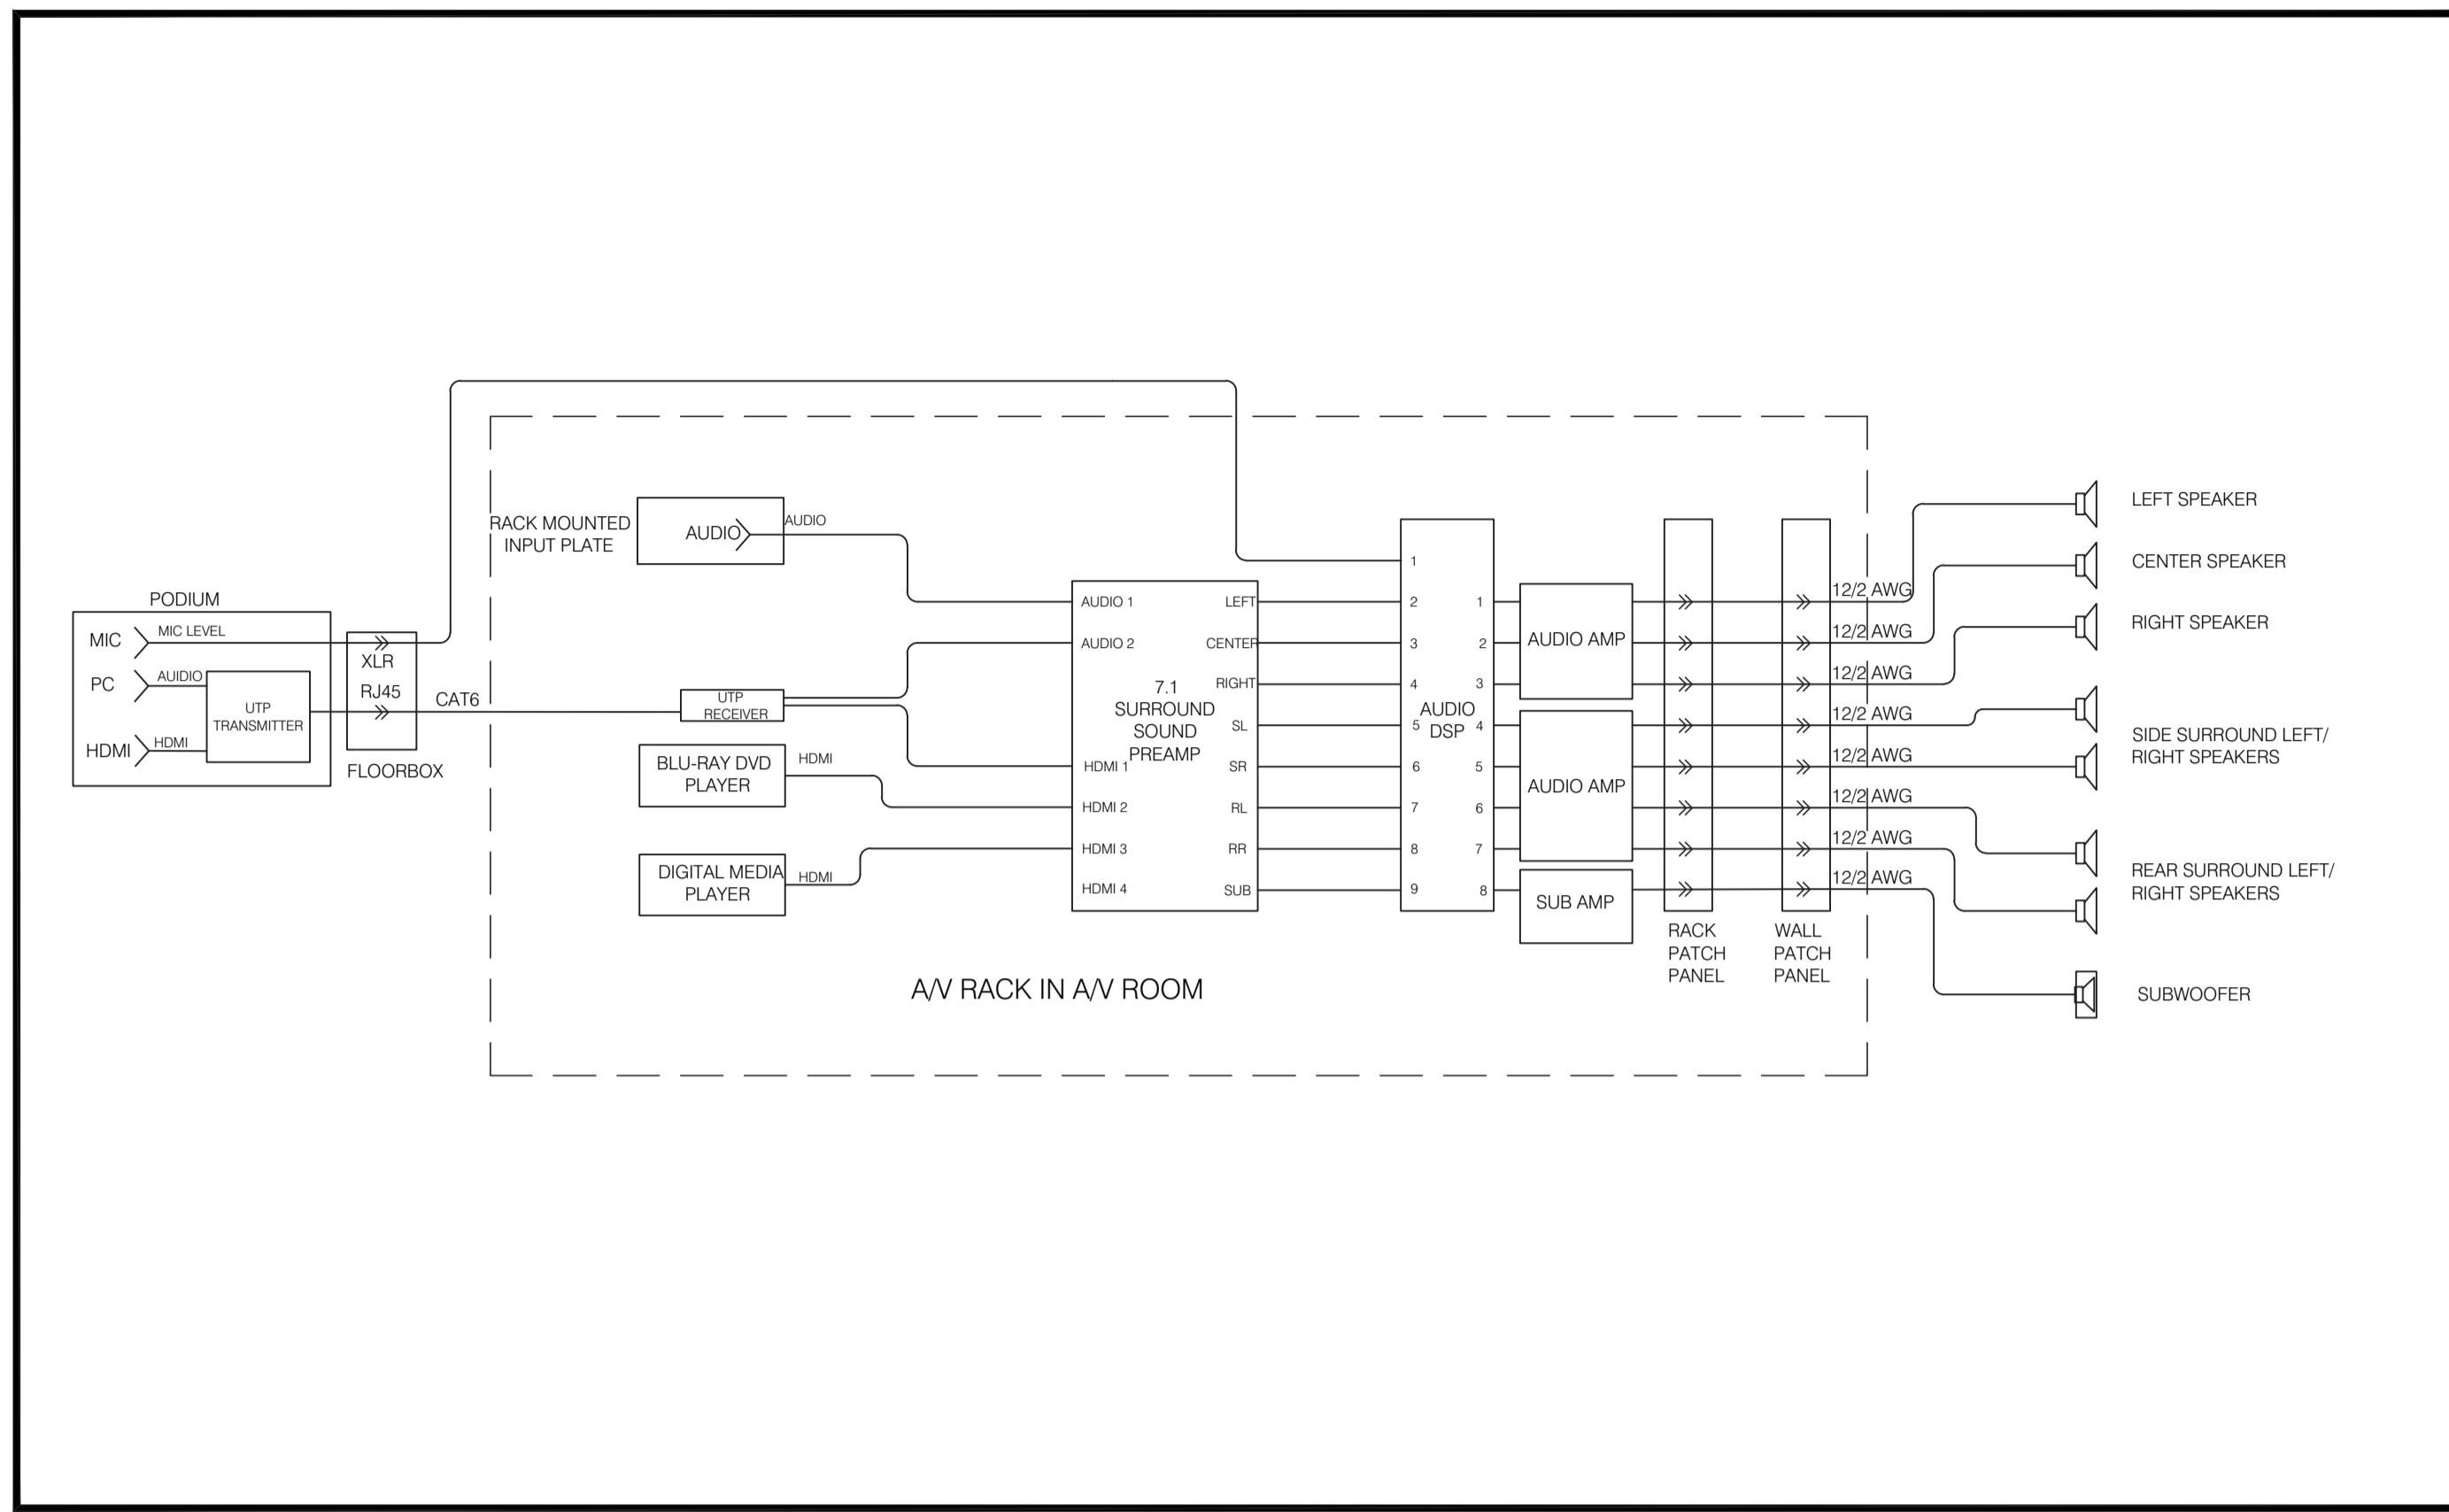 PODIUM
MIC
MIC LEVEL
PC
AUIDIO
HDMI
HDMI
UTP
TRANSMITTER
XLR
RJ45
FLOORBOX
CAT6
RACK MOUNTED
INPUT PLATE
AUDIO
AUDIO
UTP
RECEIVER
BLU-RAY DVD
PLAYER
HDMI
DIGITAL MEDIA
PLAYER
HDMI
AUDIO 1
AUDIO 2
HDMI 1
HDMI 2
HDMI 3
HDMI 4
7.1
SURROUND
SOUND
PREAMP
LEFT
CENTER
RIGHT
SL
SR
RL
RR
SUB
1
2
3
4
5
6
7
8
9
AUDIO
DSP
1
2
3
4
5
6
7
8
AUDIO AMP
AUDIO AMP
SUB AMP
RACK
PATCH
PANEL
WALL
PATCH
PANEL
12/2 AWG
12/2 AWG
12/2 AWG
12/2 AWG
12/2 AWG
12/2 AWG
12/2 AWG
12/2 AWG
LEFT SPEAKER
CENTER SPEAKER
RIGHT SPEAKER
SIDE SURROUND LEFT/
RIGHT SPEAKERS
REAR SURROUND LEFT/
RIGHT SPEAKERS
SUBWOOFER
A/V RACK IN A/V ROOM